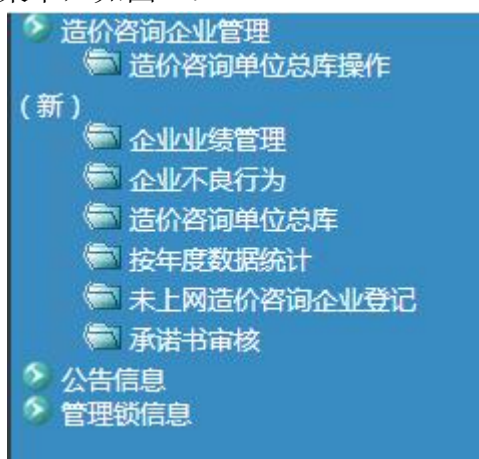 造价咨询企业管理
造价咨询单位总库操作
(新)
企业业绩管理
企业不良行为
造价咨询单位总库
按年度数据统计
未上网造价咨询企业登记
承诺书审核
公告信息
管理锁信息